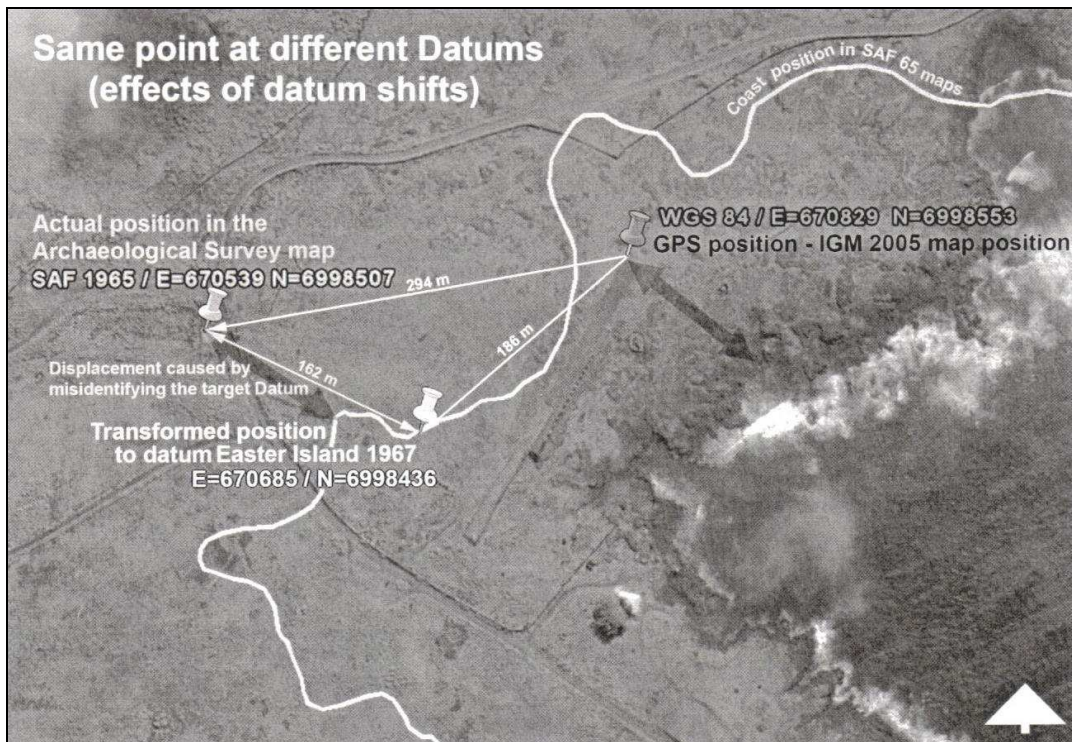 Same point at different Datums
(effects of datum shifts)
Coast position in SAF 65 maps
Actual position in the
Archaeological Survey map
SAF 1965 / E=670539 N=6998507
WGS 84 / E=670829 N=6998553
GPS position - IGM 2005 map position
294 m
186 m
162 m
Displacement caused by
misidentifying the target Datum
Transformed position
to datum Easter Island 1967
E=670685 / N=6998436